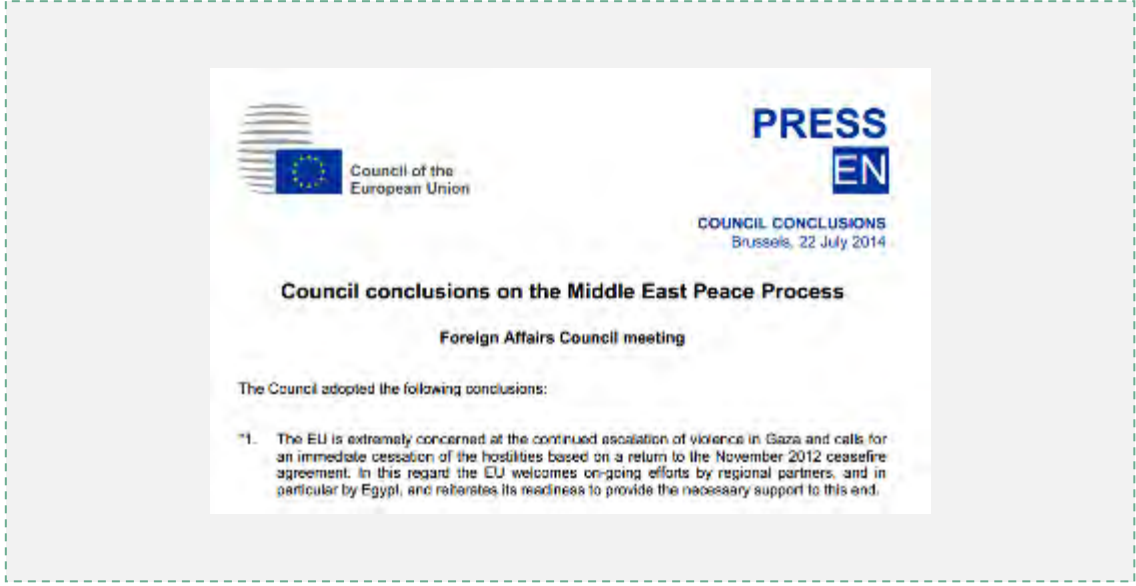 Council of the
European Union
PRESS
EN
COUNCIL CONCLUSIONS
Brussels, 22 July 2014
Council conclusions on the Middle East Peace Process
Foreign Affairs Council meeting
The Council adopted the following conclusions:
"1. The EU is extremely concerned at the continued escalation of violence in Gaza and calls for
an immediate cessation of the hostilities based on a return to the November 2012 ceasefire
agreement. In this regard the EU welcomes on-going efforts by regional partners, and in
particular by Egypt, and reiterates its readiness to provide the necessary support to this end.